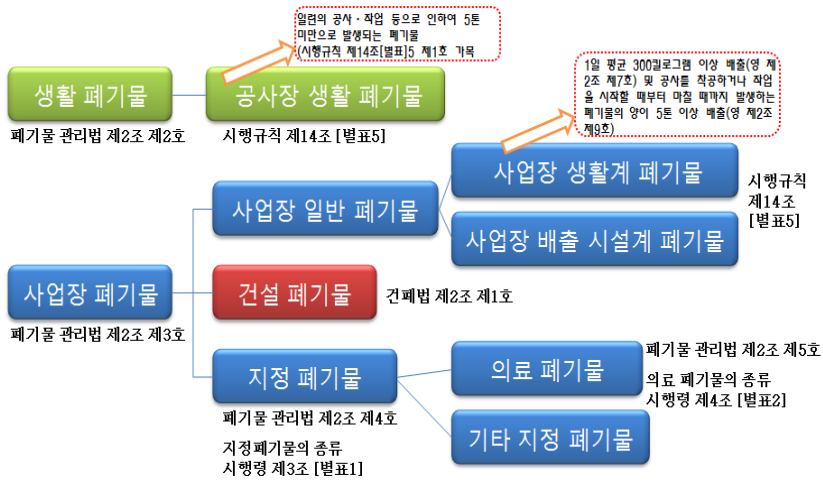 일련의 공사ㆍ작업 등으로 인하여 5톤
미만으로 발생되는 폐기물
(시행규칙 제14조[별표]5 제1호 가목
1일 평균 300킬로그램 이상 배출(영 제
2조 제7호) 및 공사를 착공하거나 작업
을 시작할 때부터 마칠 때까지 발생하는
폐기물의 양이 5톤 이상 배출(영 제2조
제9호)
생활 폐기물
공사장 생활 폐기물
폐기물 관리법 제2조 제2호
시행규칙 제14조 [별표5]
사업장 생활계 폐기물
시행규칙
제14조
[별표5]
사업장 일반 폐기물
사업장 배출 시설계 폐기물
사업장 폐기물
폐기물 관리법 제2조 제3호
건설 폐기물
건폐법 제2조 제1호
지정 폐기물
폐기물 관리법 제2조 제4호
지정폐기물의 종류
시행령 제3조 [별표1]
의료 폐기물
폐기물 관리법 제2조 제5호
의료 폐기물의 종류
시행령 제4조 [별표2]
기타 지정 폐기물